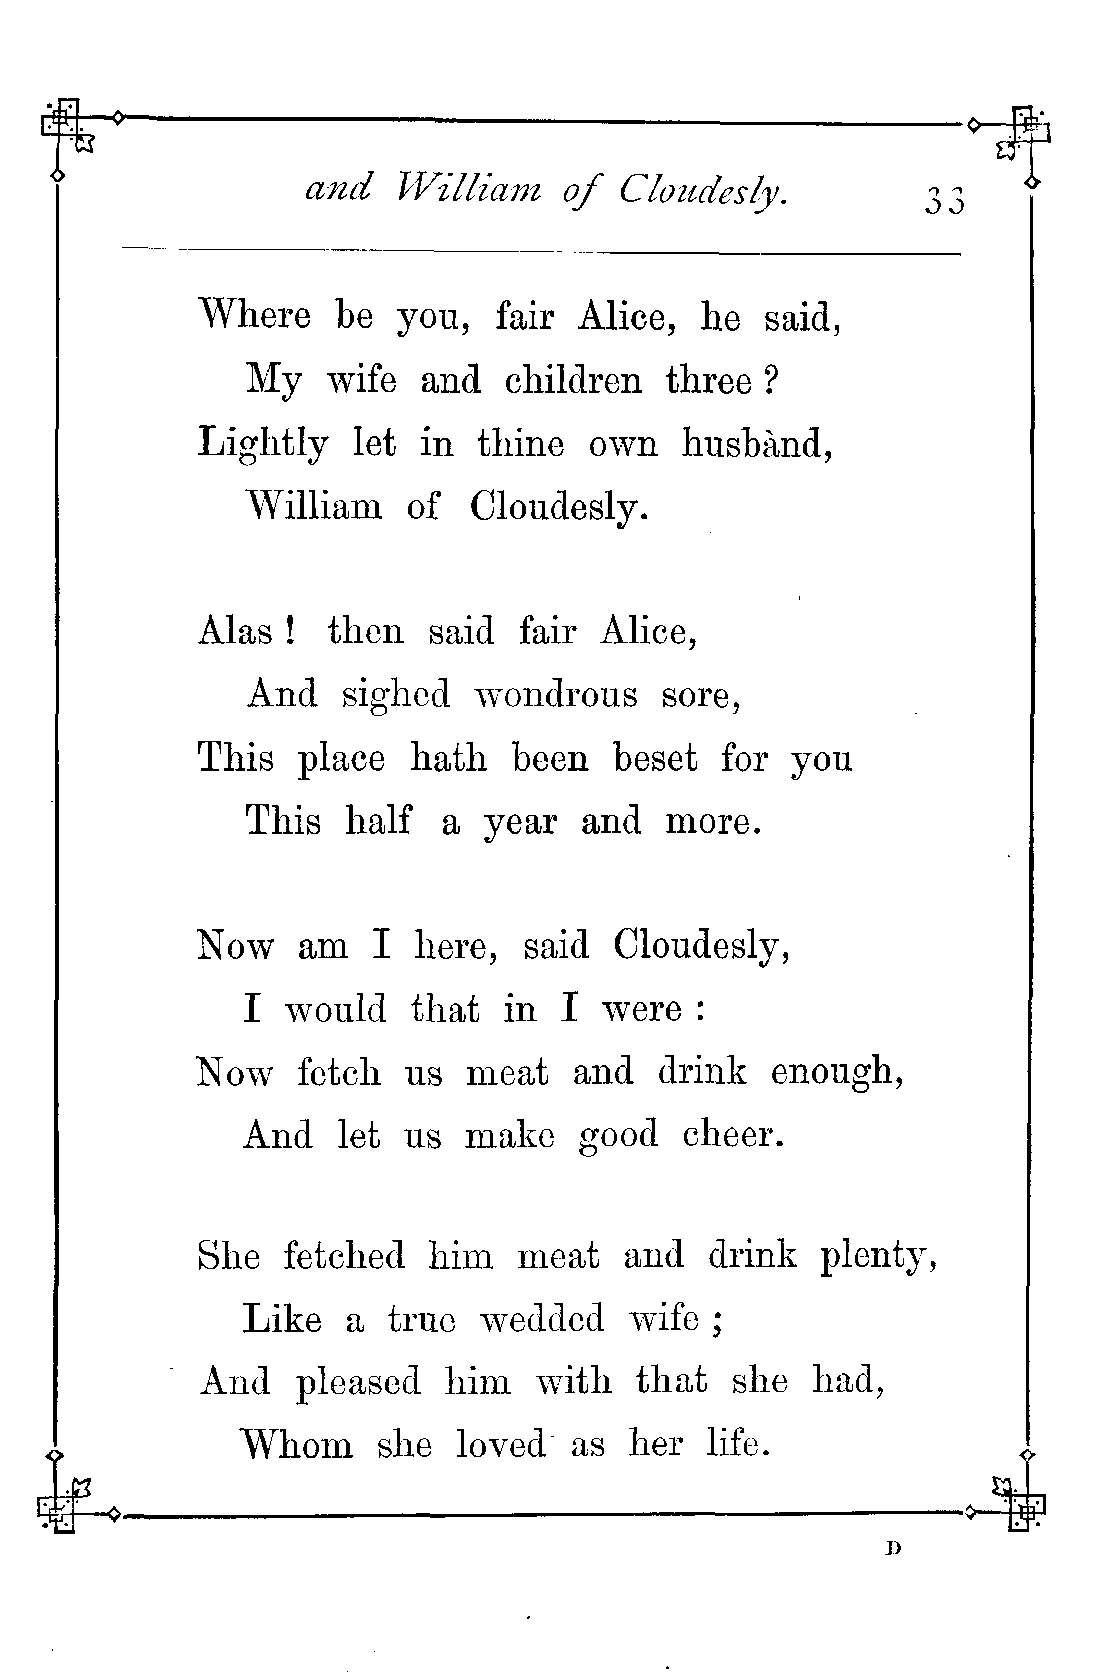 and William of Cloudesly. 33
Where be you, fair Alice, he said,
My wife and children three ?
Lightly let in thine own husbànd,
William of Cloudesly.
Alas ! then said fair Alice,
And sighed wondrous sore,
This place hath been beset for you
This half a year and more.
Now am I here, said Cloudesly,
I would that in I were :
Now fetch us meat and drink enough,
And let us make good cheer.
She fetched him meat and drink plenty,
Like a true wedded wife ;
And pleased him with that she had,
Whom she loved as her life.
D